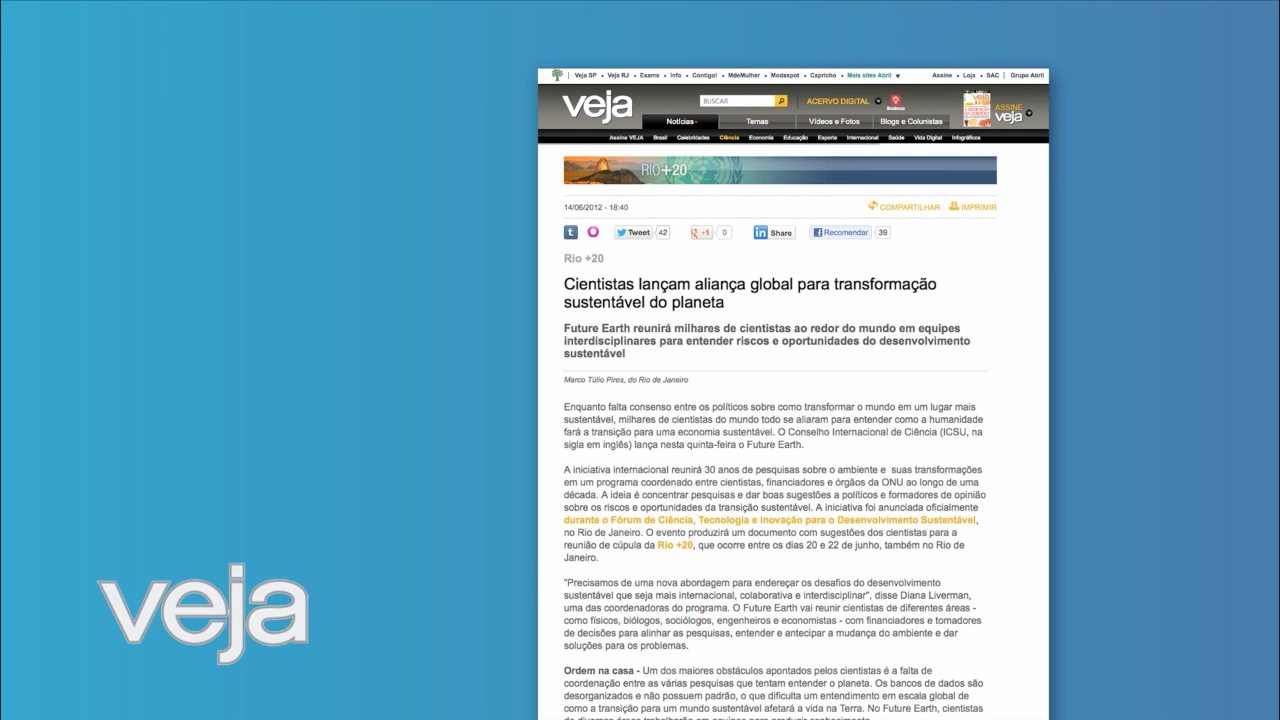 Veja SP • Veja RJ • Exame • Info • Contigo! • MdeMulher • Modaspot • Capricho • Mais sites Abril ▼ Assine • Loja • SAC | Grupo Abril
veja BUSCAR ACERVO DIGITAL ASSINE veja
Notícias Temas Vídeos e Fotos Blogs e Colunistas
Assine VEJA Brasil Celebridades Ciência Economia Educação Esporte Internacional Saúde Vida Digital Infográficos
RIO+20
14/06/2012 - 18:40 COMPARTILHAR IMPRIMIR
t Tweet 42 g +1 0 in Share f Recomendar 39
Rio +20
Cientistas lançam aliança global para transformação
sustentável do planeta
Future Earth reunirá milhares de cientistas ao redor do mundo em equipes
interdisciplinares para entender riscos e oportunidades do desenvolvimento
sustentável
Marco Túlio Pires, do Rio de Janeiro
Enquanto falta consenso entre os políticos sobre como transformar o mundo em um lugar mais
sustentável, milhares de cientistas do mundo todo se aliaram para entender como a humanidade
fará a transição para uma economia sustentável. O Conselho Internacional de Ciência (ICSU, na
sigla em inglês) lança nesta quinta-feira o Future Earth.
A iniciativa internacional reunirá 30 anos de pesquisas sobre o ambiente e suas transformações
em um programa coordenado entre cientistas, financiadores e órgãos da ONU ao longo de uma
década. A ideia é concentrar pesquisas e dar boas sugestões a políticos e formadores de opinião
sobre os riscos e oportunidades da transição sustentável. A iniciativa foi anunciada oficialmente
durante o Fórum de Ciência, Tecnologia e Inovação para o Desenvolvimento Sustentável,
no Rio de Janeiro. O evento produzirá um documento com sugestões dos cientistas para a
reunião de cúpula da Rio +20, que ocorre entre os dias 20 e 22 de junho, também no Rio de
Janeiro.
"Precisamos de uma nova abordagem para endereçar os desafios do desenvolvimento
sustentável que seja mais internacional, colaborativa e interdisciplinar", disse Diana Liverman,
uma das coordenadoras do programa. O Future Earth vai reunir cientistas de diferentes áreas -
como físicos, biólogos, sociólogos, engenheiros e economistas - com financiadores e tomadores
de decisões para alinhar as pesquisas, entender e antecipar a mudança do ambiente e dar
soluções para os problemas.
Ordem na casa - Um dos maiores obstáculos apontados pelos cientistas é a falta de
coordenação entre as várias pesquisas que tentam entender o planeta. Os bancos de dados são
desorganizados e não possuem padrão, o que dificulta um entendimento em escala global de
como a transição para um mundo sustentável afetará a vida na Terra. No Future Earth, cientistas
veja